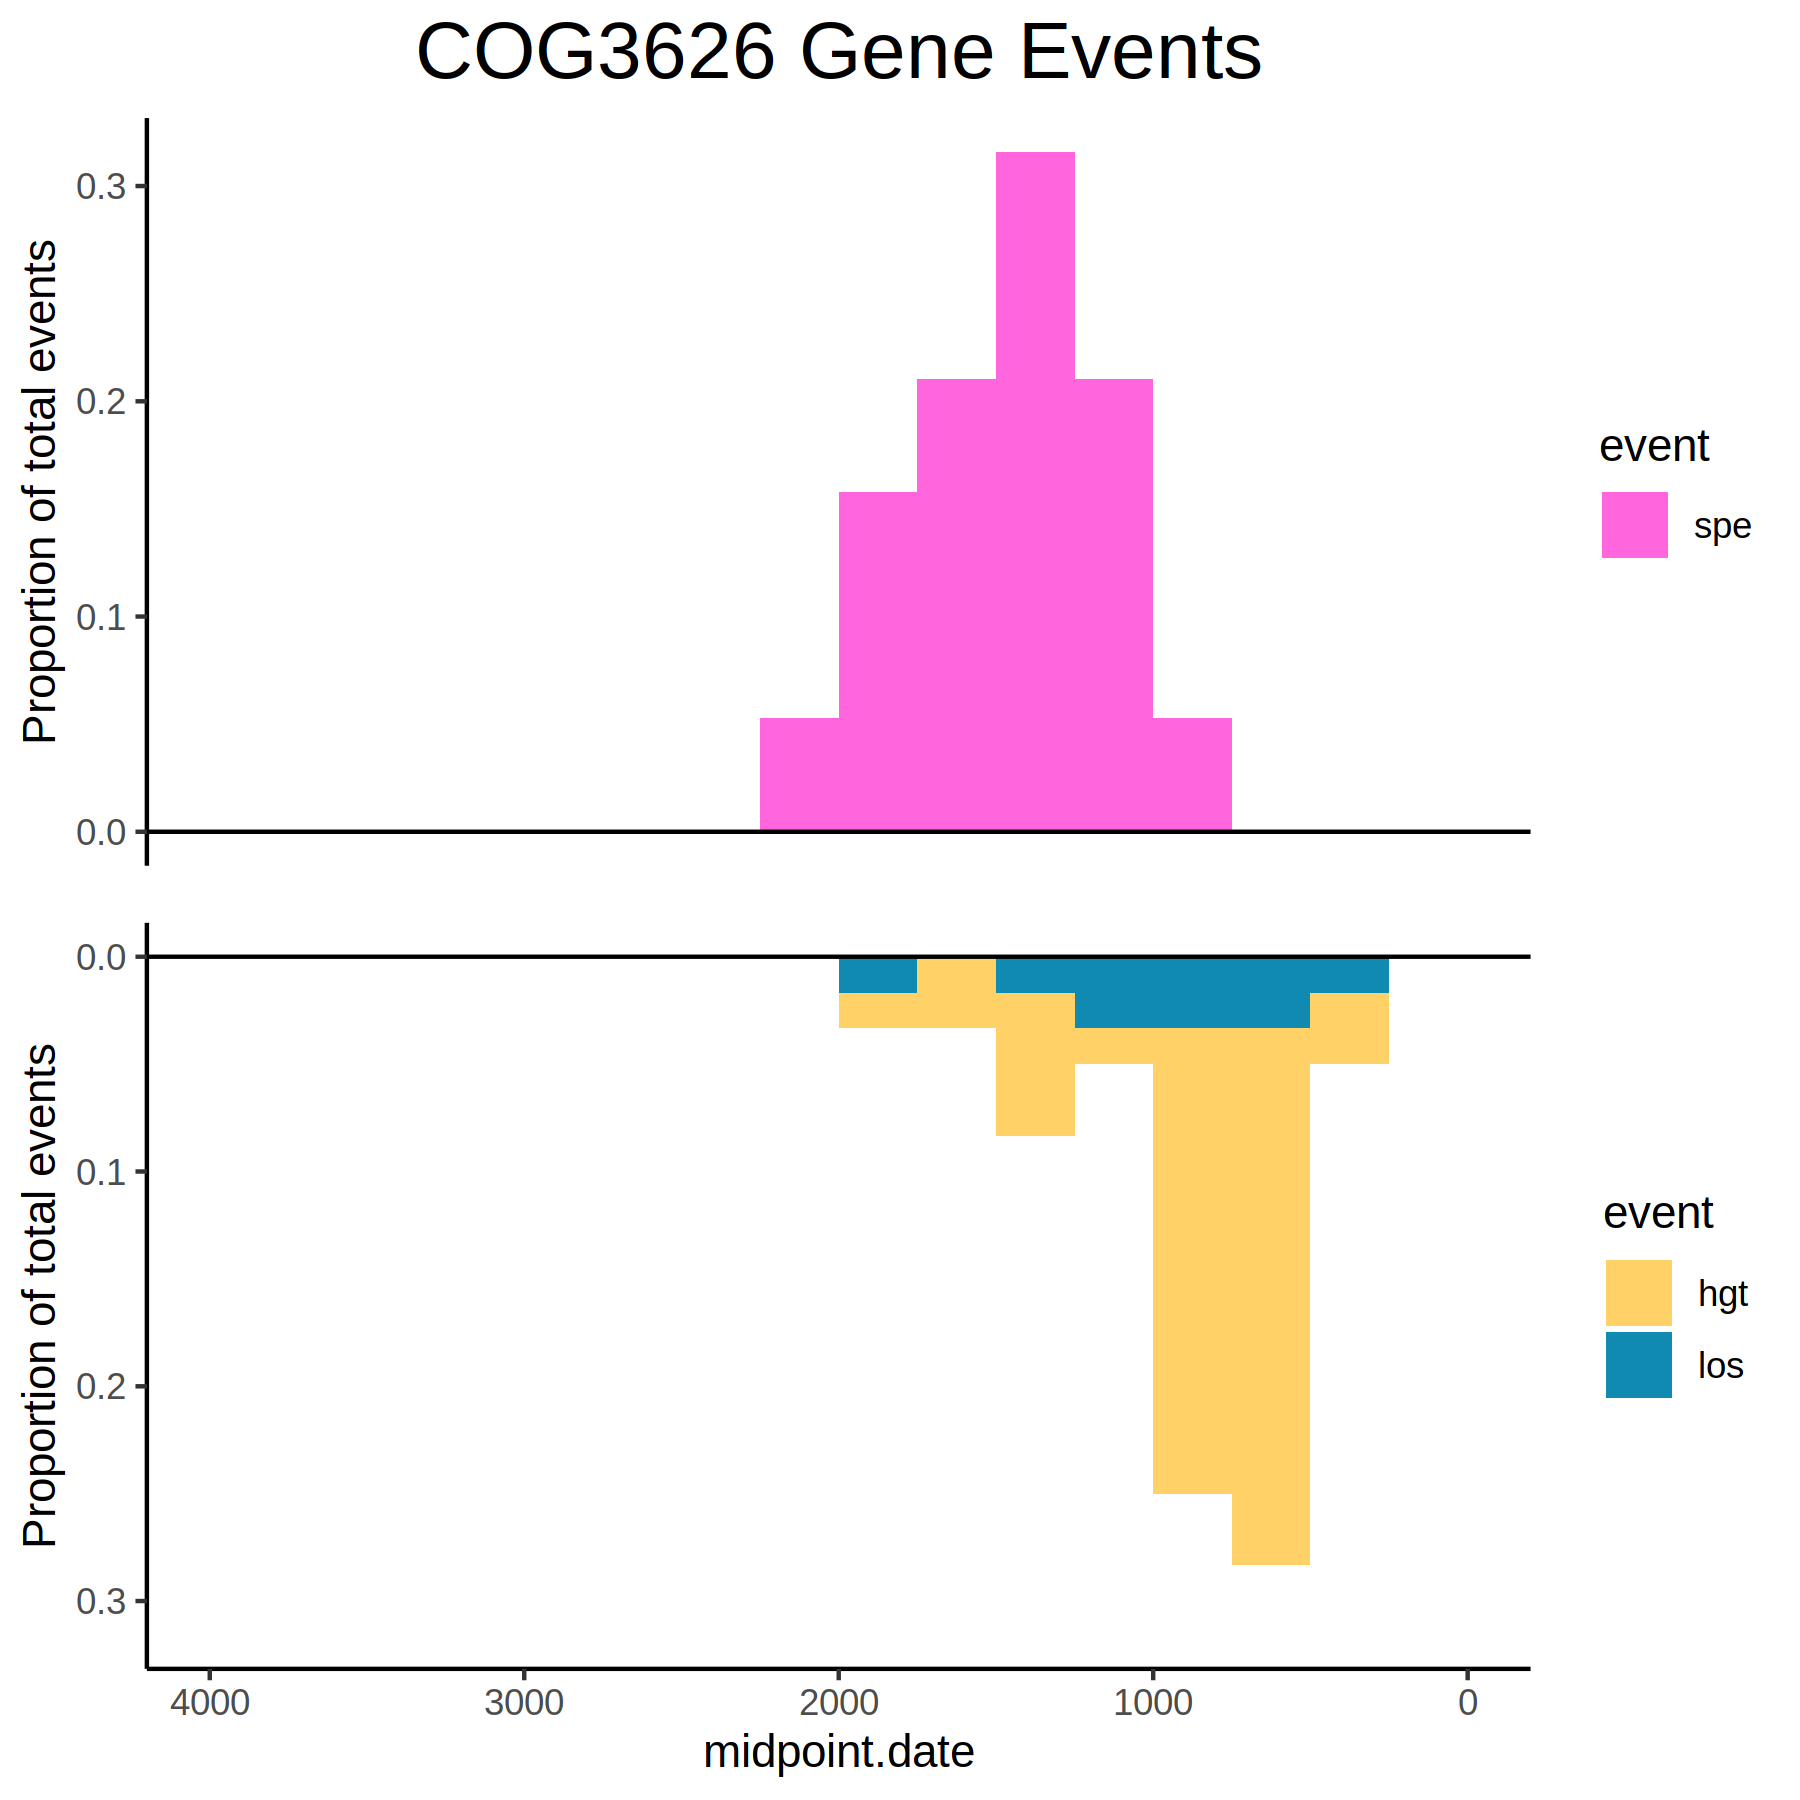 COG3626 Gene Events
Proportion of total events
0.3
0.2
0.1
0.0
event
spe
Proportion of total events
0.0
0.1
0.2
0.3
event
hgt
los
4000 3000 2000 1000 0
midpoint.date